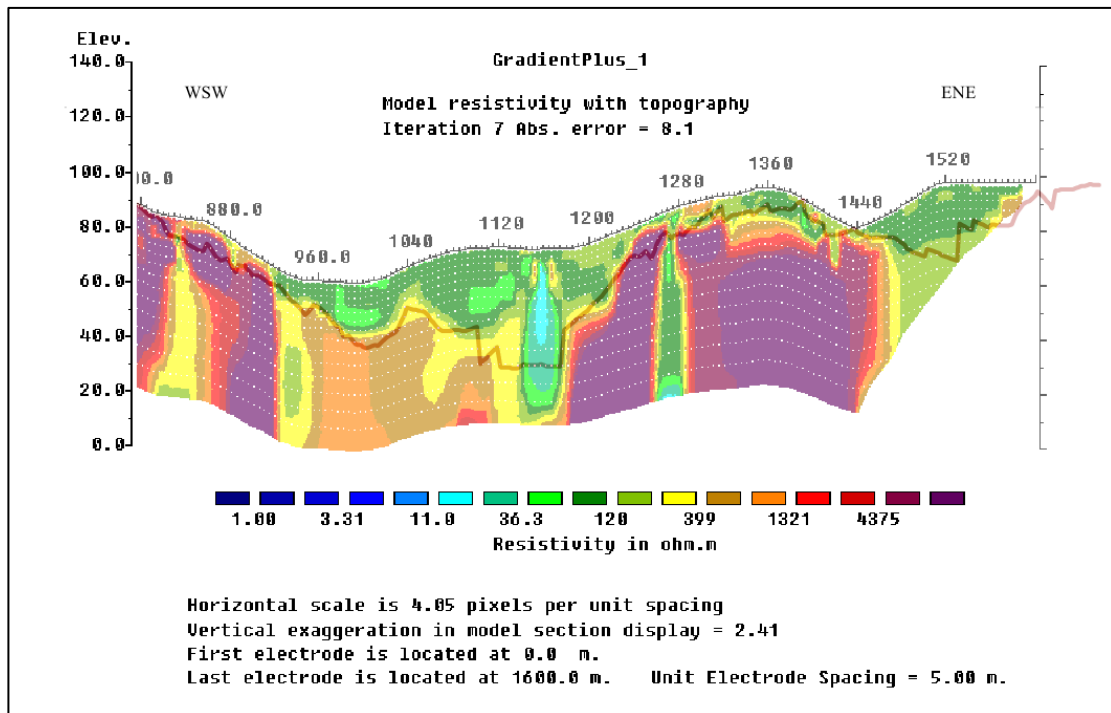 Elev.
140.0
GradientPlus_1
WSW
ENE
Model resistivity with topography
120.0
Iteration 7 Abs. error = 8.1
100.0
1520
1360
1280
00.0
880.0
1440
1200
1120
80.0
1040
960.0
60.0
40.0
20.0
0.0
1.00 3.31 11.0 36.3 120 399 1321 4375
Resistivity in ohm.m
Horizontal scale is 4.05 pixels per unit spacing
Vertical exaggeration in model section display = 2.41
First electrode is located at 0.0 m.
Last electrode is located at 1600.0 m. Unit Electrode Spacing = 5.00 m.